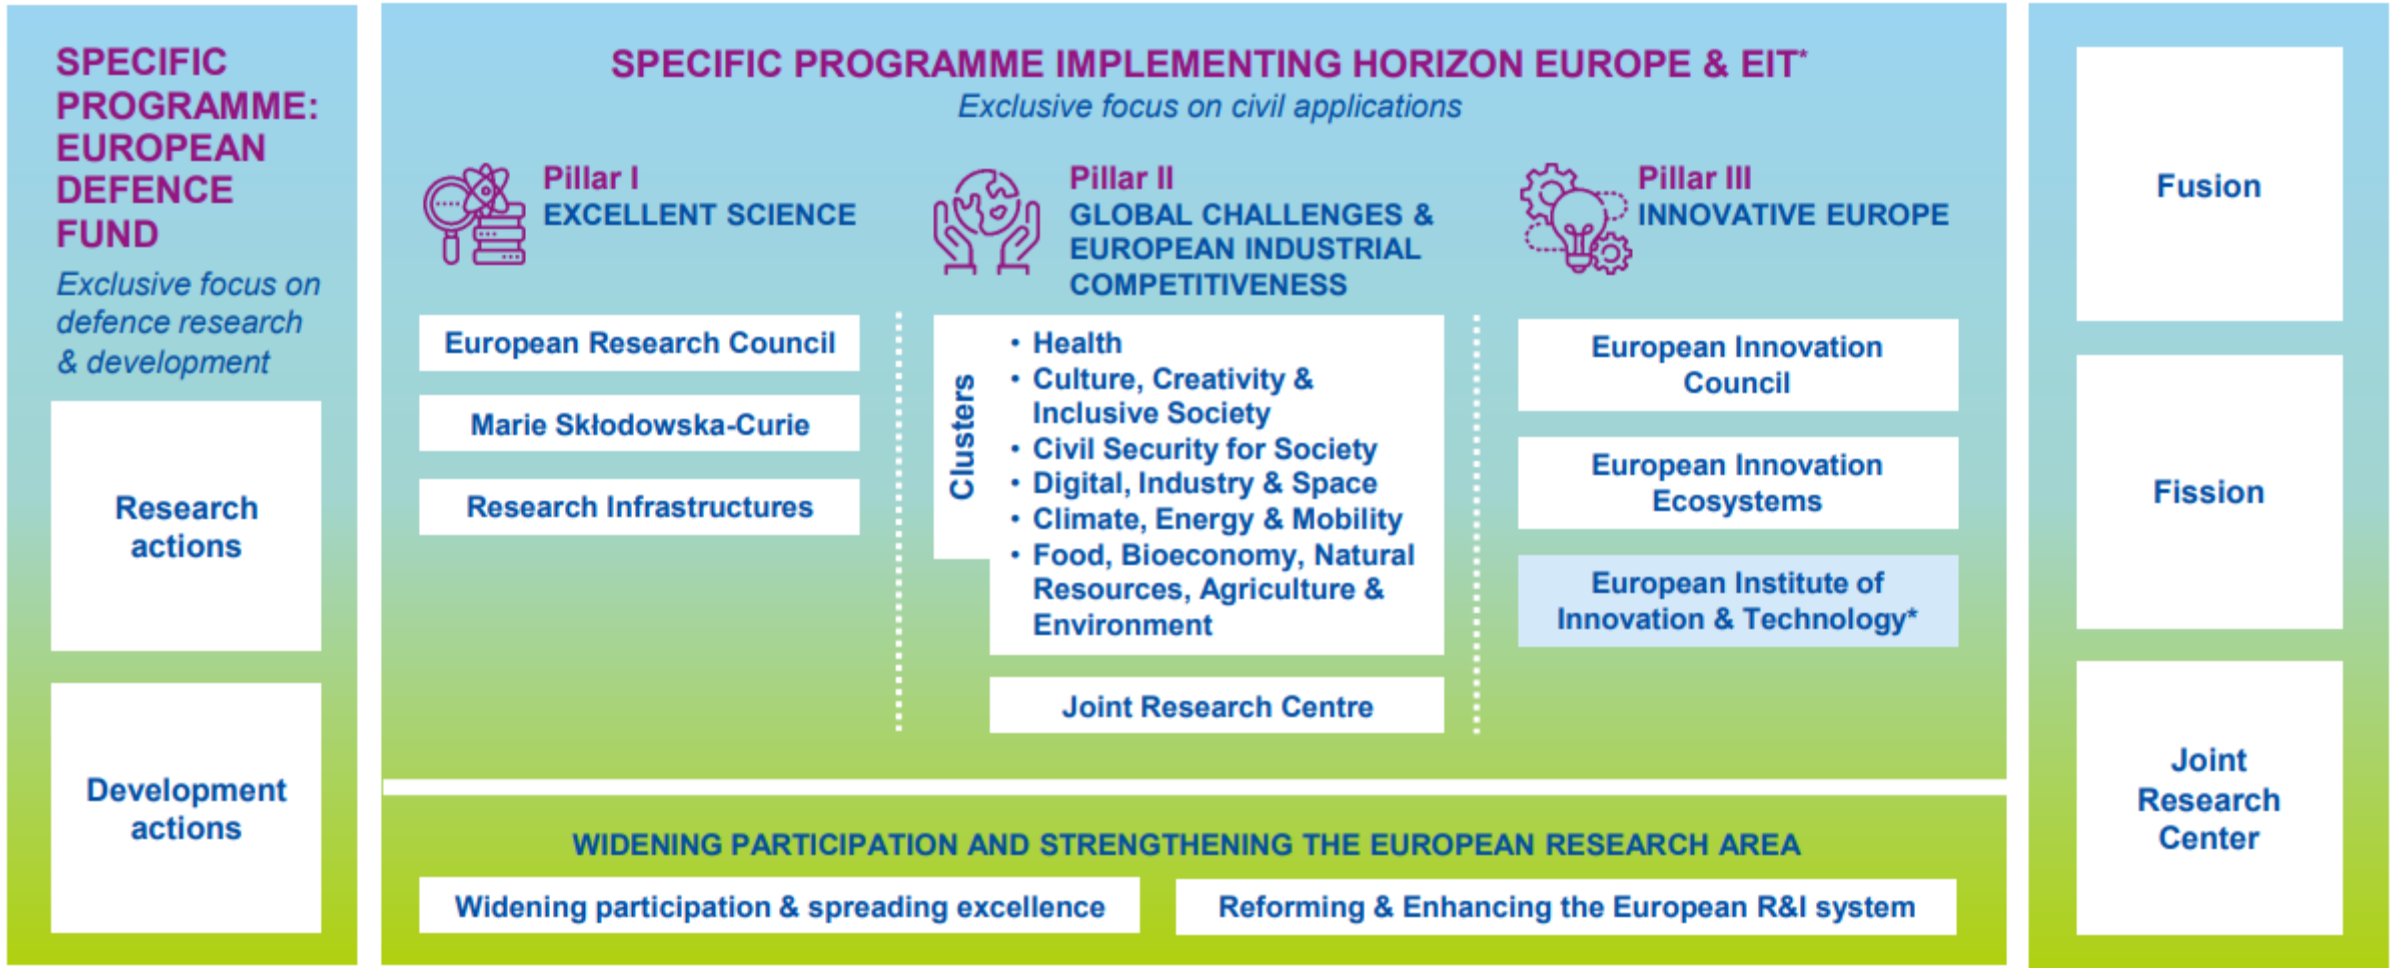 SPECIFIC
PROGRAMME:
EUROPEAN
DEFENCE
FUND
Exclusive focus on
defence research
& development
Research
actions
Development
actions
SPECIFIC PROGRAMME IMPLEMENTING HORIZON EUROPE & EIT*
Exclusive focus on civil applications
Pillar I
EXCELLENT SCIENCE
European Research Council
Marie Skłodowska-Curie
Research Infrastructures
Pillar II
GLOBAL CHALLENGES &
EUROPEAN INDUSTRIAL
COMPETITIVENESS
Clusters
• Health
• Culture, Creativity &
Inclusive Society
• Civil Security for Society
• Digital, Industry & Space
• Climate, Energy & Mobility
• Food, Bioeconomy, Natural
Resources, Agriculture &
Environment
Joint Research Centre
Pillar III
INNOVATIVE EUROPE
European Innovation
Council
European Innovation
Ecosystems
European Institute of
Innovation & Technology*
WIDENING PARTICIPATION AND STRENGTHENING THE EUROPEAN RESEARCH AREA
Widening participation & spreading excellence
Reforming & Enhancing the European R&I system
Fusion
Fission
Joint
Research
Center